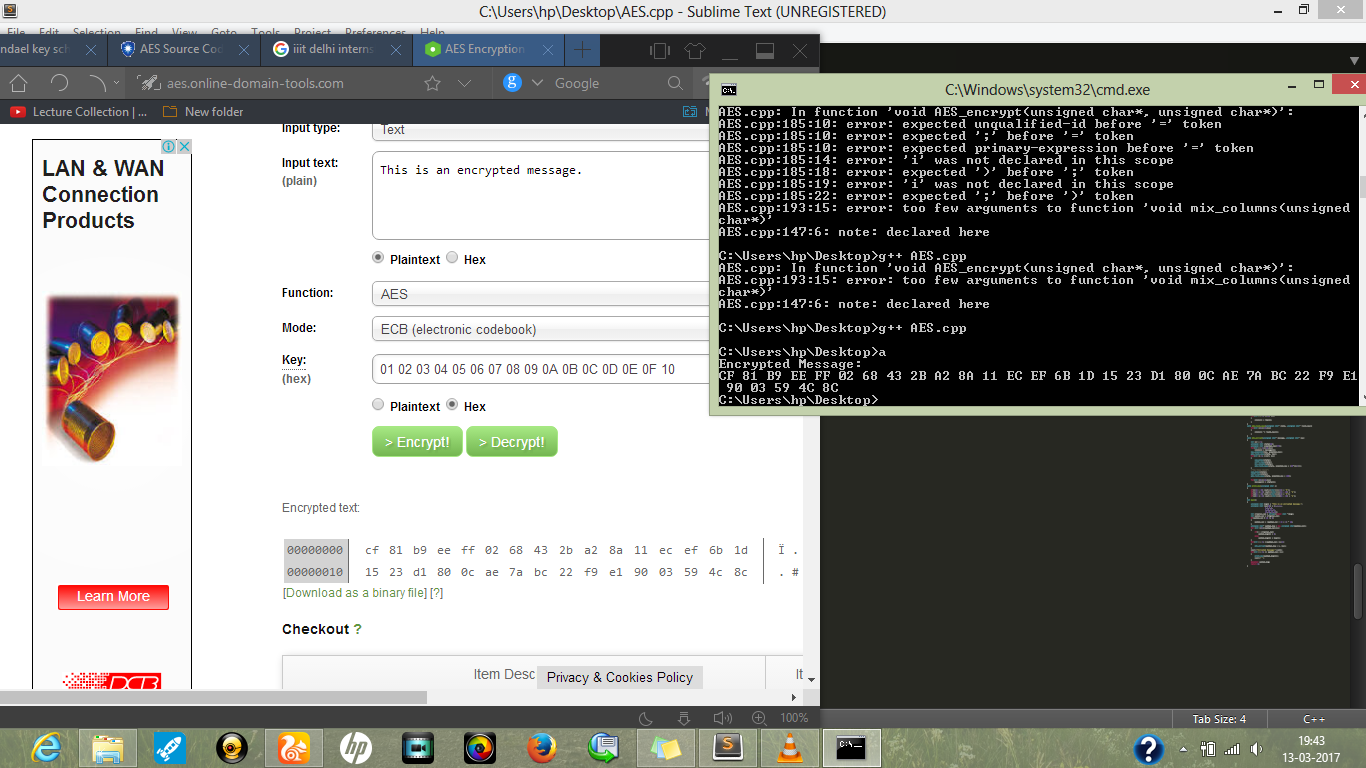 C:\Users\hp\Desktop\AES.cpp - Sublime Text (UNREGISTERED)
File Edit Selection Find View Goto Tools Project Preferences Help
ndael key sch
AES Source Cod
iiit delhi interns
AES Encryption
aes.online-domain-tools.com
Google
Lecture Collection |...
New folder
LAN & WAN
Connection
Products
Learn More
Input type:
Text
Input text:
(plain)
This is an encrypted message.
Plaintext Hex
Function:
AES
Mode:
ECB (electronic codebook)
Key:
(hex)
01 02 03 04 05 06 07 08 09 0A 0B 0C 0D 0E 0F 10
Plaintext Hex
> Encrypt!
> Decrypt!
Encrypted text:
00000000 cf 81 b9 ee ff 02 68 43 2b a2 8a 11 ec ef 6b 1d Ï .
00000010 15 23 d1 80 0c ae 7a bc 22 f9 e1 90 03 59 4c 8c . #
[Download as a binary file] [?]
Checkout ?
Item Desc
It
Privacy & Cookies Policy
100%
C:\Windows\system32\cmd.exe
AES.cpp: In function 'void AES_encrypt(unsigned char*, unsigned char*)':
AES.cpp:185:10: error: expected unqualified-id before '=' token
AES.cpp:185:10: error: expected ';' before '=' token
AES.cpp:185:10: error: expected primary-expression before '=' token
AES.cpp:185:14: error: 'i' was not declared in this scope
AES.cpp:185:18: error: expected ')' before ';' token
AES.cpp:185:19: error: 'i' was not declared in this scope
AES.cpp:185:22: error: expected ';' before ')' token
AES.cpp:193:15: error: too few arguments to function 'void mix_columns(unsigned
char*)'
AES.cpp:147:6: note: declared here
C:\Users\hp\Desktop>g++ AES.cpp
AES.cpp: In function 'void AES_encrypt(unsigned char*, unsigned char*)':
AES.cpp:193:15: error: too few arguments to function 'void mix_columns(unsigned
char*)'
AES.cpp:147:6: note: declared here
C:\Users\hp\Desktop>g++ AES.cpp
C:\Users\hp\Desktop>a
Encrypted Message:
CF 81 B9 EE FF 02 68 43 2B A2 8A 11 EC EF 6B 1D 15 23 D1 80 0C AE 7A BC 22 F9 E1
90 03 59 4C 8C
C:\Users\hp\Desktop>
Tab Size: 4
C++
19:43
13-03-2017